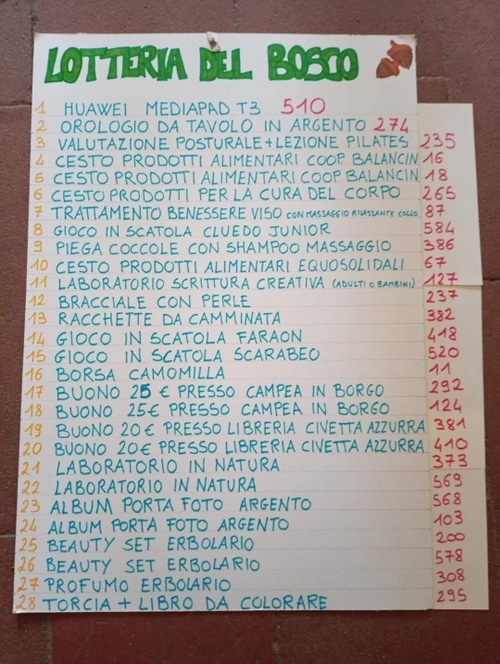 LOTTERIA DEL BOSCO
1 HUAWEI MEDIAPAD T3 510
2 OROLOGIO DA TAVOLO IN ARGENTO 274
3 VALUTAZIONE POSTURALE+LEZIONE PILATES 235
4 CESTO PRODOTTI ALIMENTARI COOP BALANCIN 16
5 CESTO PRODOTTI ALIMENTARI COOP BALANCIN 18
6 CESTO PRODOTTI PER LA CURA DEL CORPO 265
7 TRATTAMENTO BENESSERE VISO CON MASSAGGIO RILASSANTE COLLO 87
8 GIOCO IN SCATOLA CLUEDO JUNIOR 584
9 PIEGA COCCOLE CON SHAMPOO MASSAGGIO 386
10 CESTO PRODOTTI ALIMENTARI EQUOSOLIDALI 67
11 LABORATORIO SCRITTURA CREATIVA (ADULTI O BAMBINI) 127
12 BRACCIALE CON PERLE 237
13 RACCHETTE DA CAMMINATA 382
14 GIOCO IN SCATOLA FARAON 418
15 GIOCO IN SCATOLA SCARABEO 520
16 BORSA CAMOMILLA 11
17 BUONO 25 € PRESSO CAMPEA IN BORGO 292
18 BUONO 25€ PRESSO CAMPEA IN BORGO 124
19 BUONO 20€ PRESSO LIBRERIA CIVETTA AZZURRA 381
20 BUONO 20€ PRESSO LIBRERIA CIVETTA AZZURRA 410
21 LABORATORIO IN NATURA 373
22 LABORATORIO IN NATURA 569
23 ALBUM PORTA FOTO ARGENTO 568
24 ALBUM PORTA FOTO ARGENTO 103
25 BEAUTY SET ERBOLARIO 200
26 BEAUTY SET ERBOLARIO 578
27 PROFUMO ERBOLARIO 308
28 TORCIA + LIBRO DA COLORARE 295